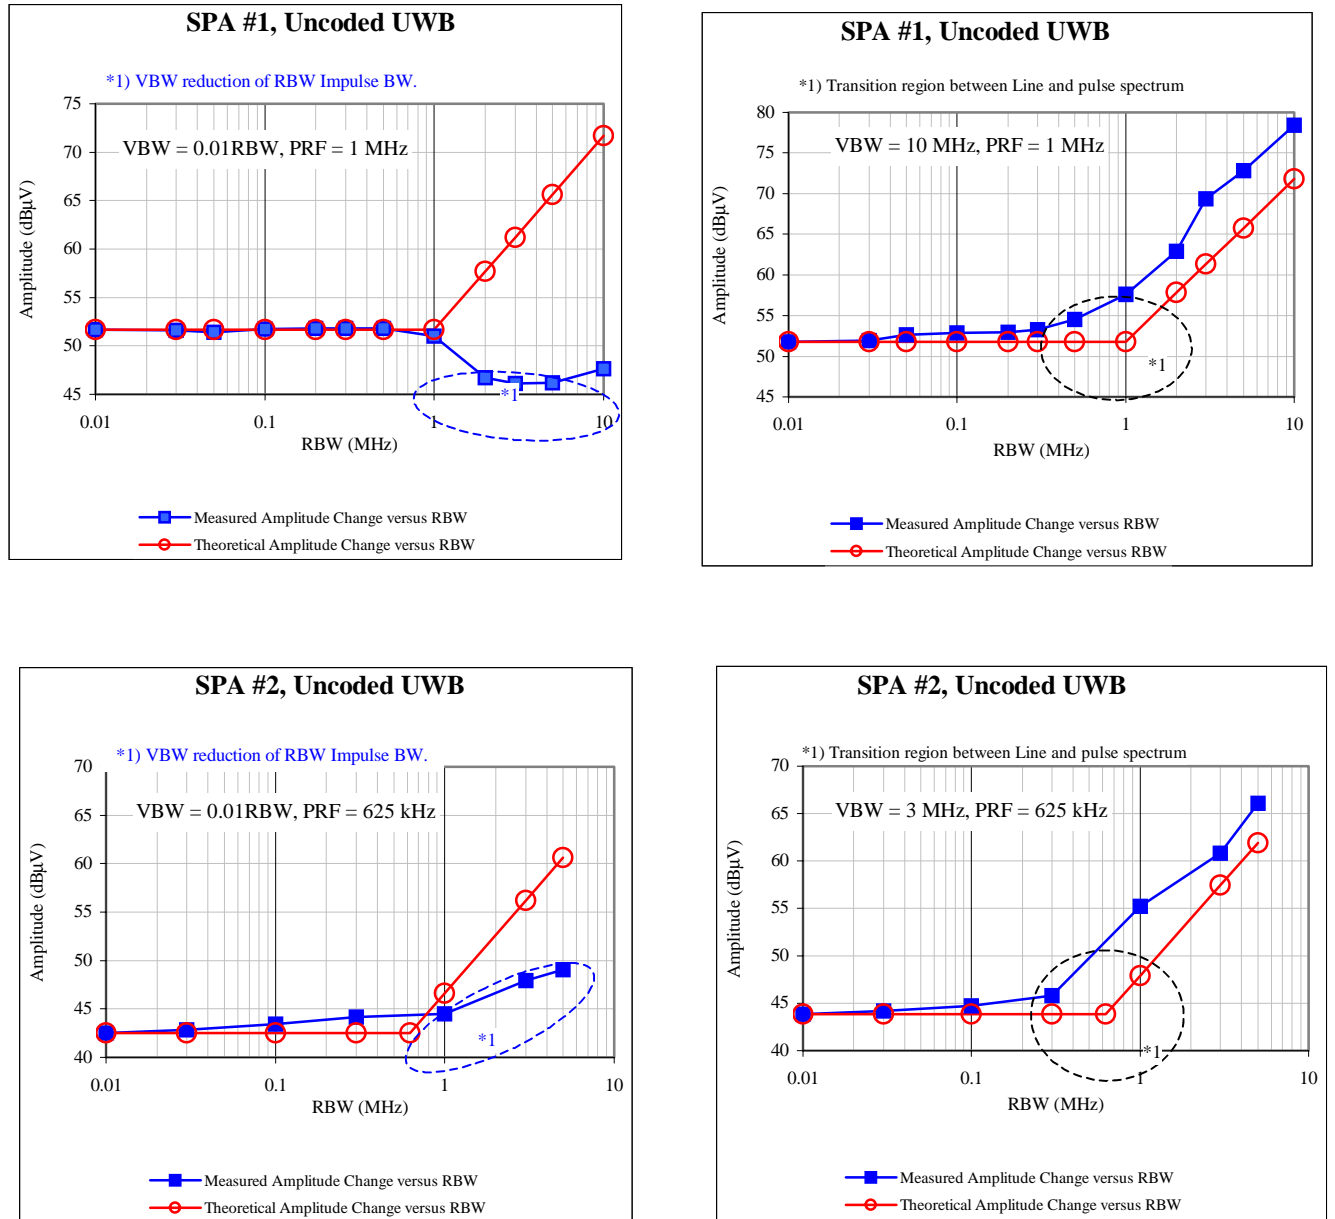 SPA #1, Uncoded UWB
*1) VBW reduction of RBW Impulse BW.
VBW = 0.01RBW, PRF = 1 MHz
Amplitude (dBµV)
75
70
65
60
55
50
45
*1
0.01
0.1
1
10
RBW (MHz)
Measured Amplitude Change versus RBW
Theoretical Amplitude Change versus RBW
SPA #1, Uncoded UWB
*1) Transition region between Line and pulse spectrum
VBW = 10 MHz, PRF = 1 MHz
Amplitude (dBµV)
80
75
70
65
60
55
50
45
*1
0.01
0.1
1
10
RBW (MHz)
Measured Amplitude Change versus RBW
Theoretical Amplitude Change versus RBW
SPA #2, Uncoded UWB
*1) VBW reduction of RBW Impulse BW.
VBW = 0.01RBW, PRF = 625 kHz
Amplitude (dBµV)
70
65
60
55
50
45
40
*1
0.01
0.1
1
10
RBW (MHz)
Measured Amplitude Change versus RBW
Theoretical Amplitude Change versus RBW
SPA #2, Uncoded UWB
*1) Transition region between Line and pulse spectrum
VBW = 3 MHz, PRF = 625 kHz
Amplitude (dBµV)
70
65
60
55
50
45
40
*1
0.01
0.1
1
10
RBW (MHz)
Measured Amplitude Change versus RBW
Theoretical Amplitude Change versus RBW